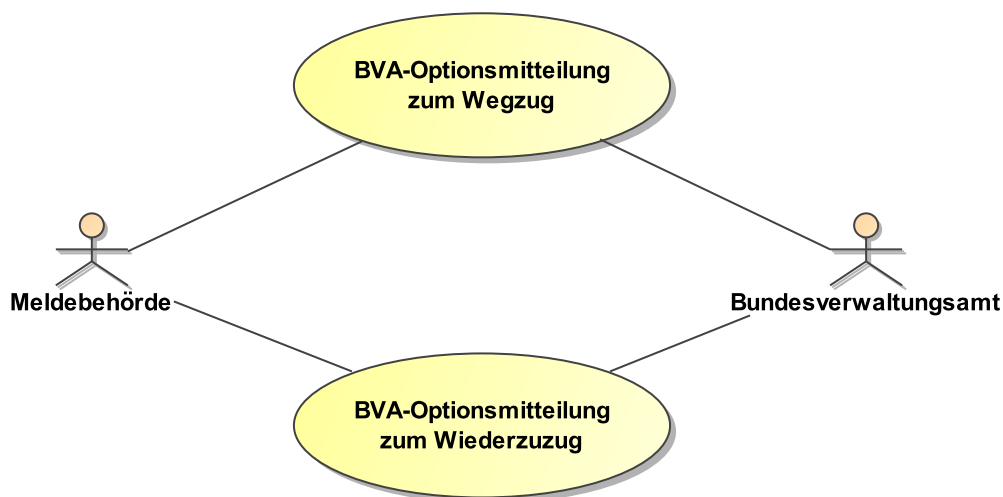 BVA-Optionsmitteilung
zum Wegzug
Meldebehörde
Bundesverwaltungsamt
BVA-Optionsmitteilung
zum Wiederzuzug